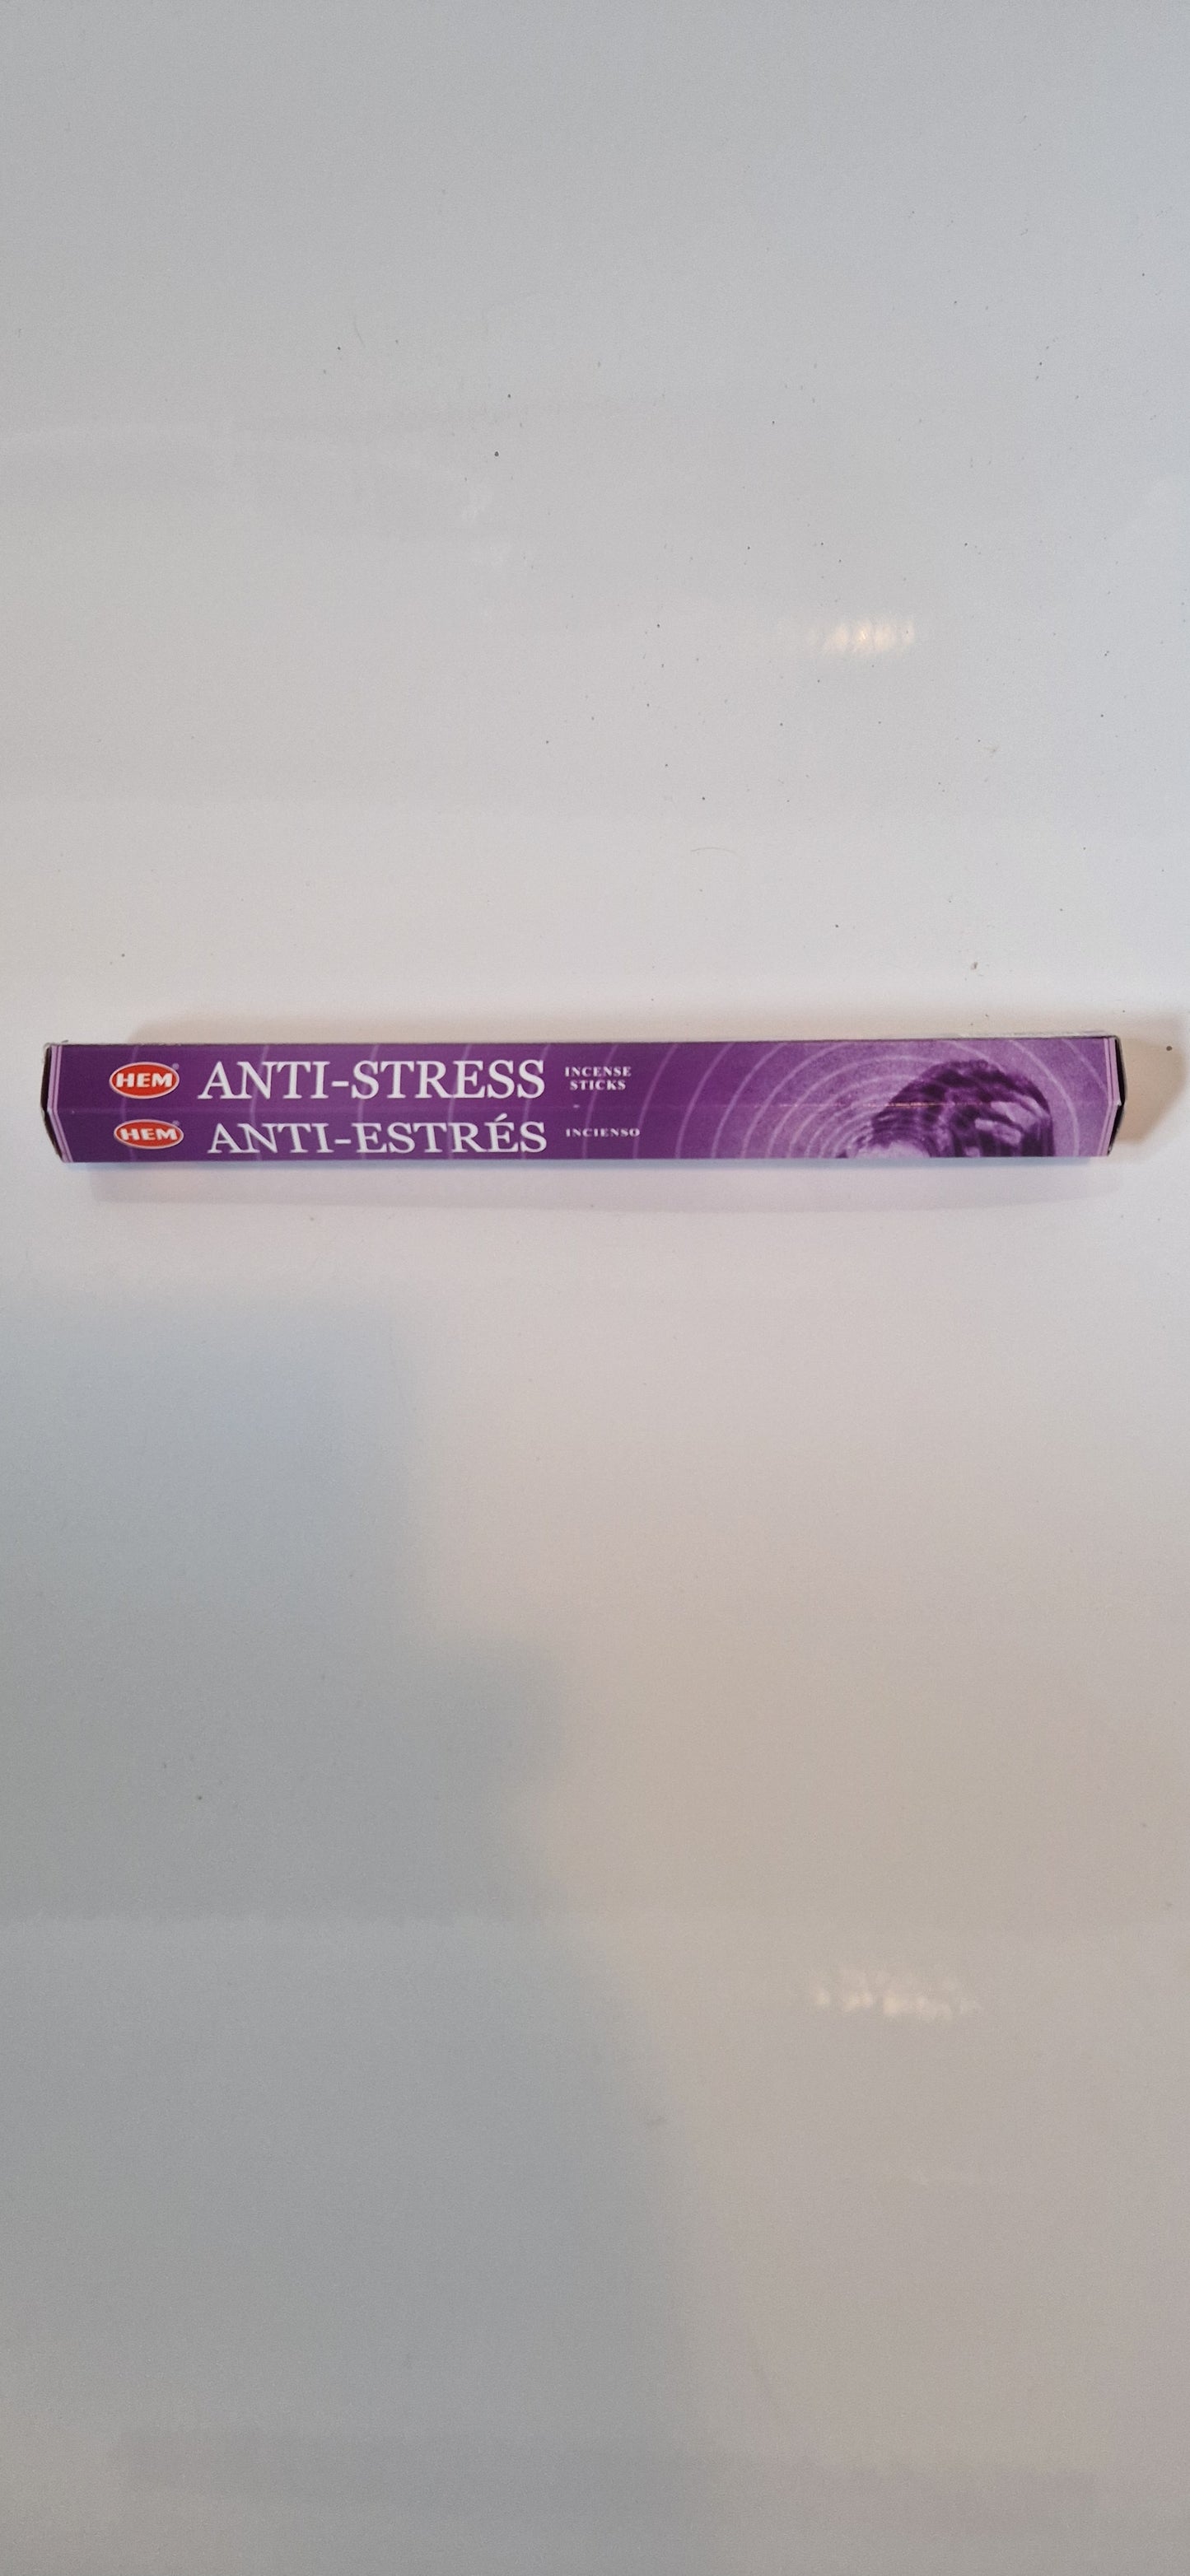 HEM ANTI-STRESS INCENSE
STICKS
HEM ANTI-ESTRÉS INCIENSO